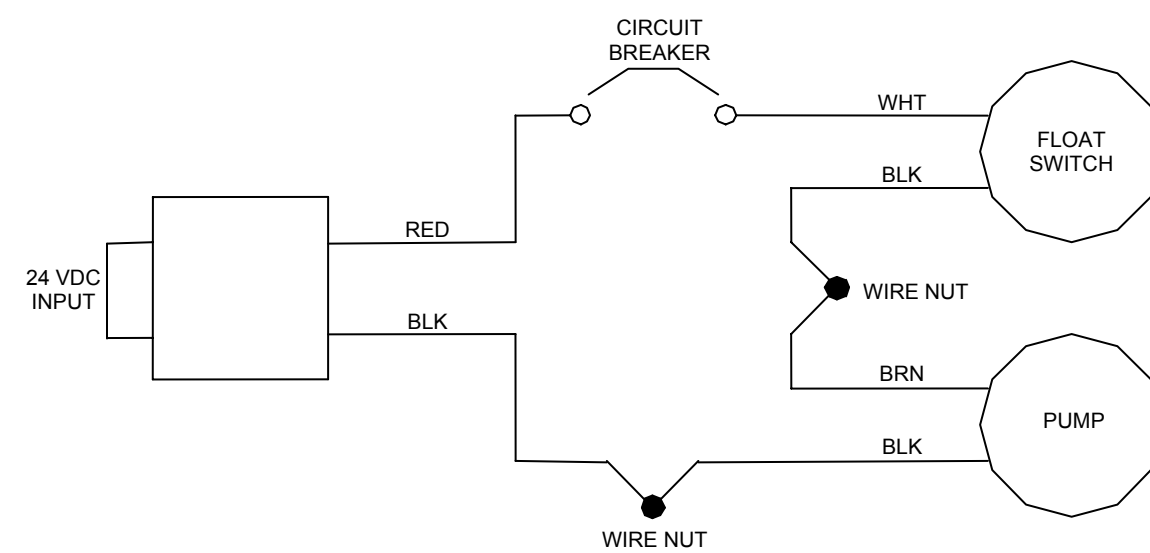 CIRCUIT
BREAKER
WHT
FLOAT
SWITCH
BLK
RED
24 VDC
INPUT
WIRE NUT
BLK
BRN
PUMP
BLK
WIRE NUT